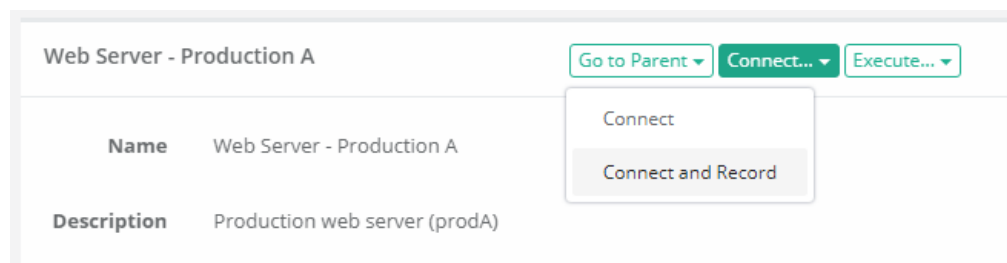 Web Server - Production A
Go to Parent
Connect...
Execute...
Connect
Connect and Record
Name Web Server - Production A
Description Production web server (prodA)